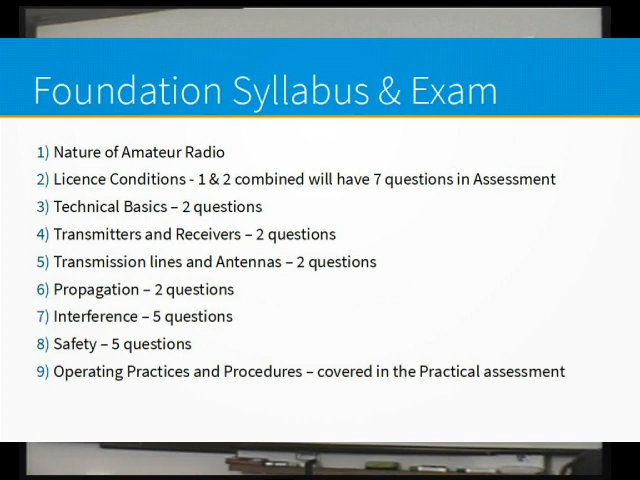 Foundation Syllabus & Exam
1) Nature of Amateur Radio
2) Licence Conditions - 1 & 2 combined will have 7 questions in Assessment
3) Technical Basics – 2 questions
4) Transmitters and Receivers – 2 questions
5) Transmission lines and Antennas – 2 questions
6) Propagation – 2 questions
7) Interference – 5 questions
8) Safety – 5 questions
9) Operating Practices and Procedures – covered in the Practical assessment